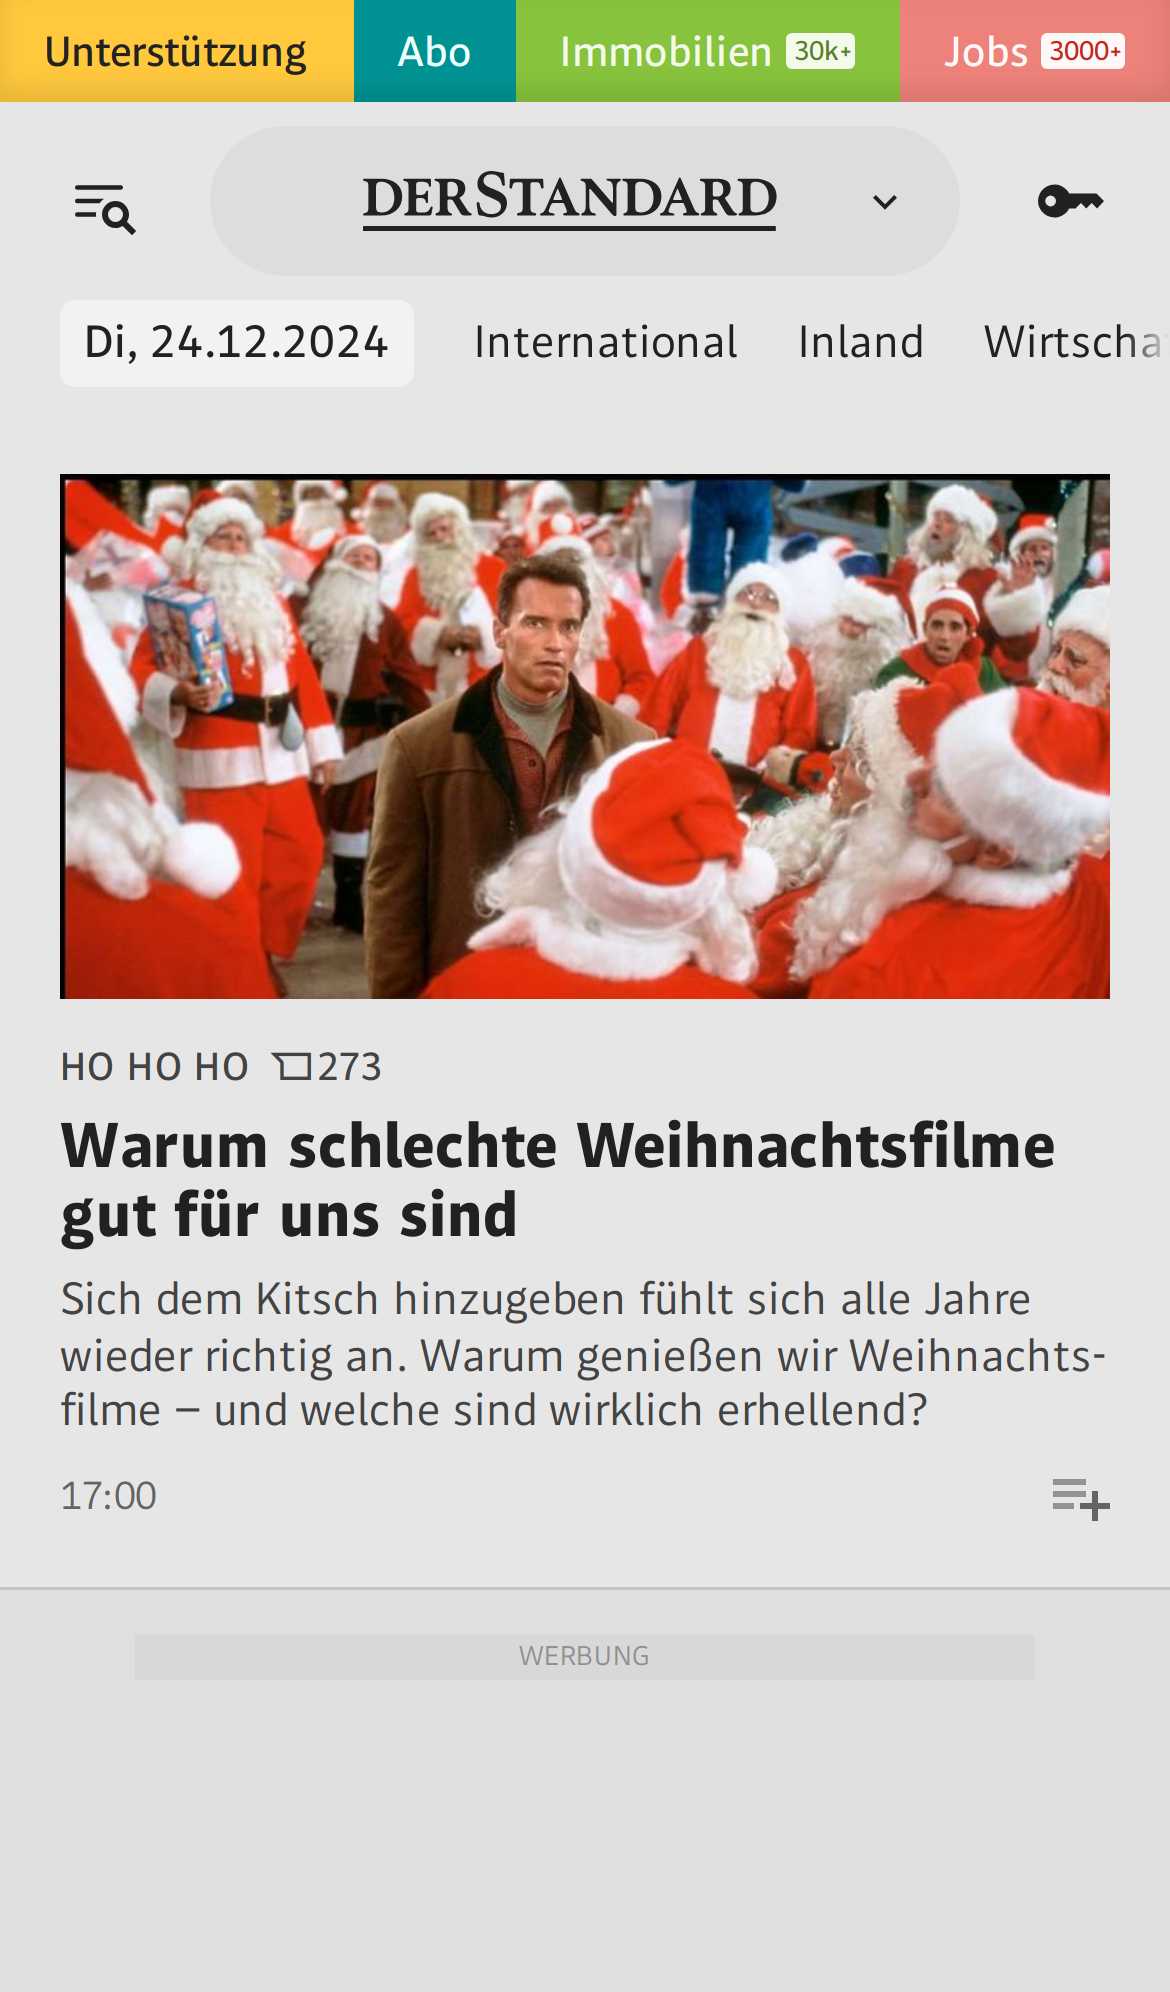 Unterstützung
Abo
Immobilien 30k+
Jobs 3000+
DERSTANDARD
Di, 24.12.2024
International
Inland
Wirtscha
HO HO HO 273
Warum schlechte Weihnachtsfilme
gut für uns sind
Sich dem Kitsch hinzugeben fühlt sich alle Jahre
wieder richtig an. Warum genießen wir Weihnachts-
filme – und welche sind wirklich erhellend?
17:00
WERBUNG